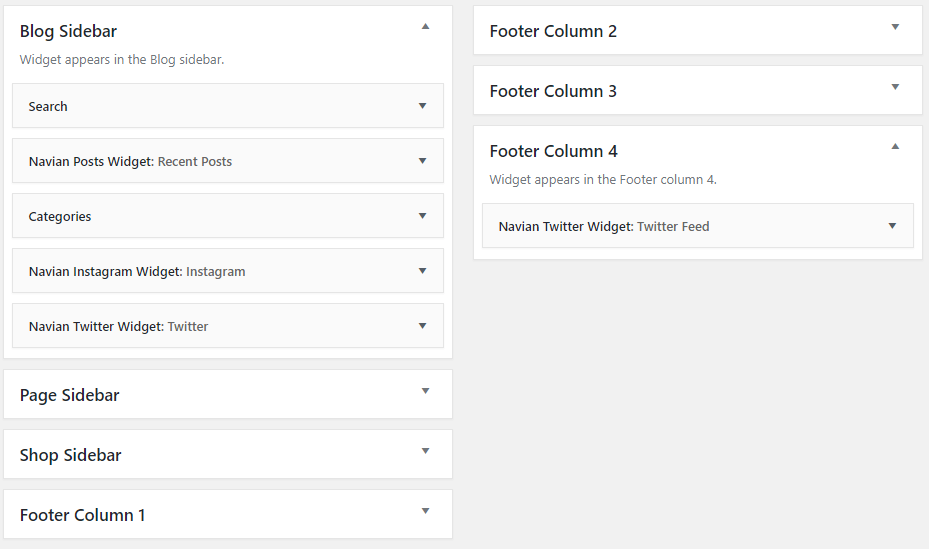 Blog Sidebar
Widget appears in the Blog sidebar.
Search
Navian Posts Widget: Recent Posts
Categories
Navian Instagram Widget: Instagram
Navian Twitter Widget: Twitter
Page Sidebar
Shop Sidebar
Footer Column 1
Footer Column 2
Footer Column 3
Footer Column 4
Widget appears in the Footer column 4.
Navian Twitter Widget: Twitter Feed